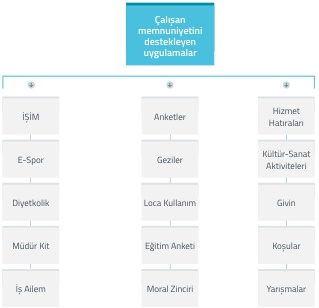 Çalışan
memnuniyetini
destekleyen
uygulamalar
İŞİM
E-Spor
Diyetkolik
Müdür Kit
İş Ailem
Anketler
Geziler
Loca Kullanım
Eğitim Anketi
Moral Zinciri
Hizmet
Hatıraları
Kültür-Sanat
Aktiviteleri
Givin
Koşular
Yarışmalar